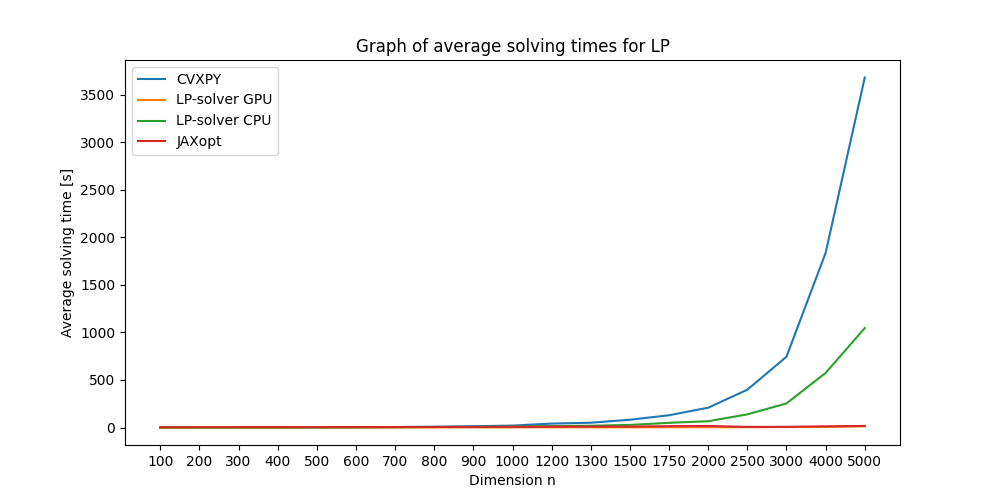 Graph of average solving times for LP
CVXPY
LP-solver GPU
LP-solver CPU
JAXopt
Average solving time [s]
3500
3000
2500
2000
1500
1000
500
0
100 200 300 400 500 600 700 800 900 1000 1200 1300 1500 1750 2000 2500 3000 4000 5000
Dimension n